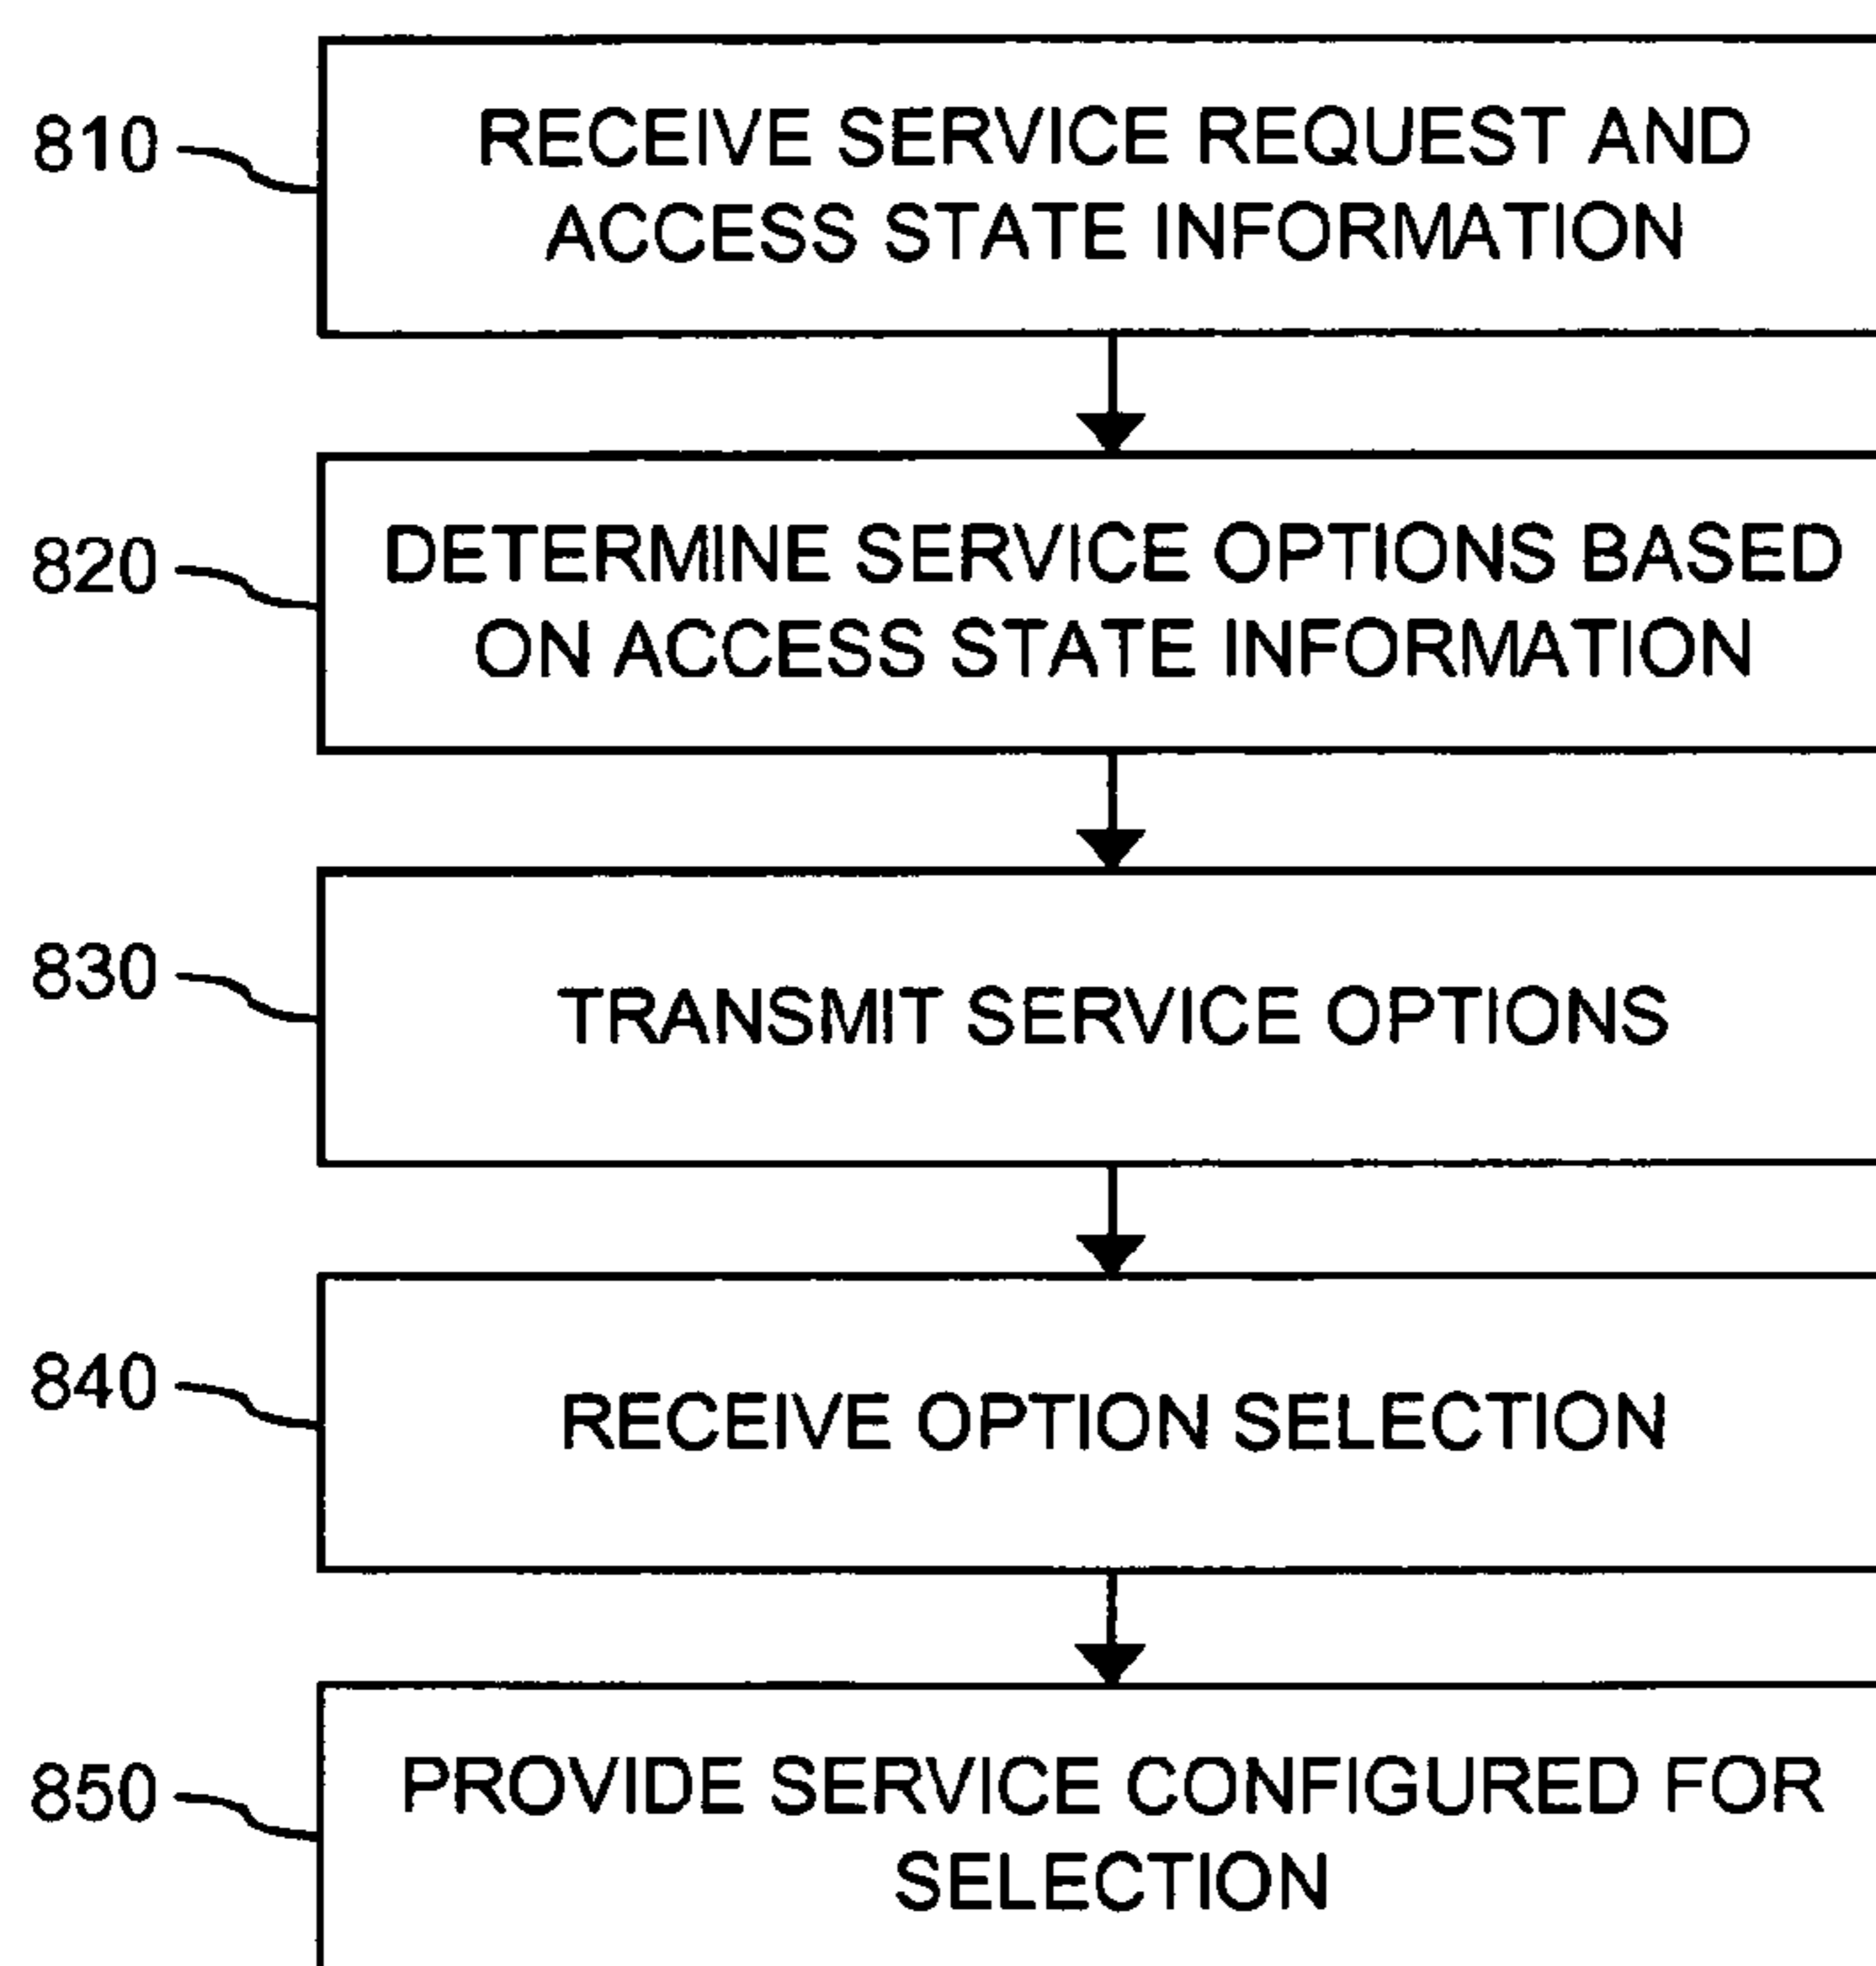 810
RECEIVE SERVICE REQUEST AND
ACCESS STATE INFORMATION
820
DETERMINE SERVICE OPTIONS BASED
ON ACCESS STATE INFORMATION
830
TRANSMIT SERVICE OPTIONS
840
RECEIVE OPTION SELECTION
850
PROVIDE SERVICE CONFIGURED FOR
SELECTION